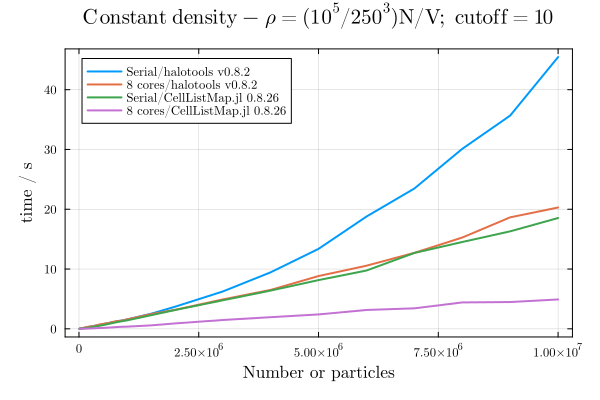 Constant density – ρ = (10⁵/250³)N/V; cutoff = 10
Serial/halotools v0.8.2
8 cores/halotools v0.8.2
Serial/CellListMap.jl 0.8.26
8 cores/CellListMap.jl 0.8.26
time / s
40
30
20
10
0
0 2.50×10⁶ 5.00×10⁶ 7.50×10⁶ 1.00×10⁷
Number or particles